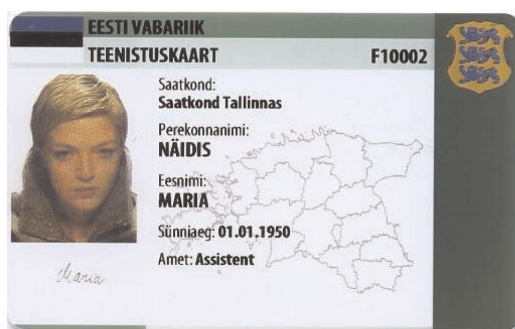 EESTI VABARIIK
TEENISTUSKAART F10002
Saatkond:
Saatkond Tallinnas
Perekonnanimi:
NÄIDIS
Eesnimi:
MARIA
Sünniaeg: 01.01.1950
Amet: Assistent
Maria